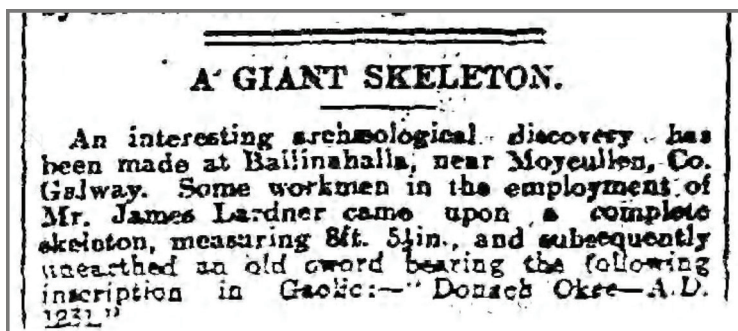 A GIANT SKELETON.
An interesting archæological discovery has
been made at Ballinahalla, near Moycullen, Co.
Galway. Some workmen in the employment of
Mr. James Lardner came upon a complete
skeleton, measuring 8ft. 5½in., and subsequently
unearthed an old sword bearing the following
inscription in Gaelic:—"Donach
A.D.
1231."